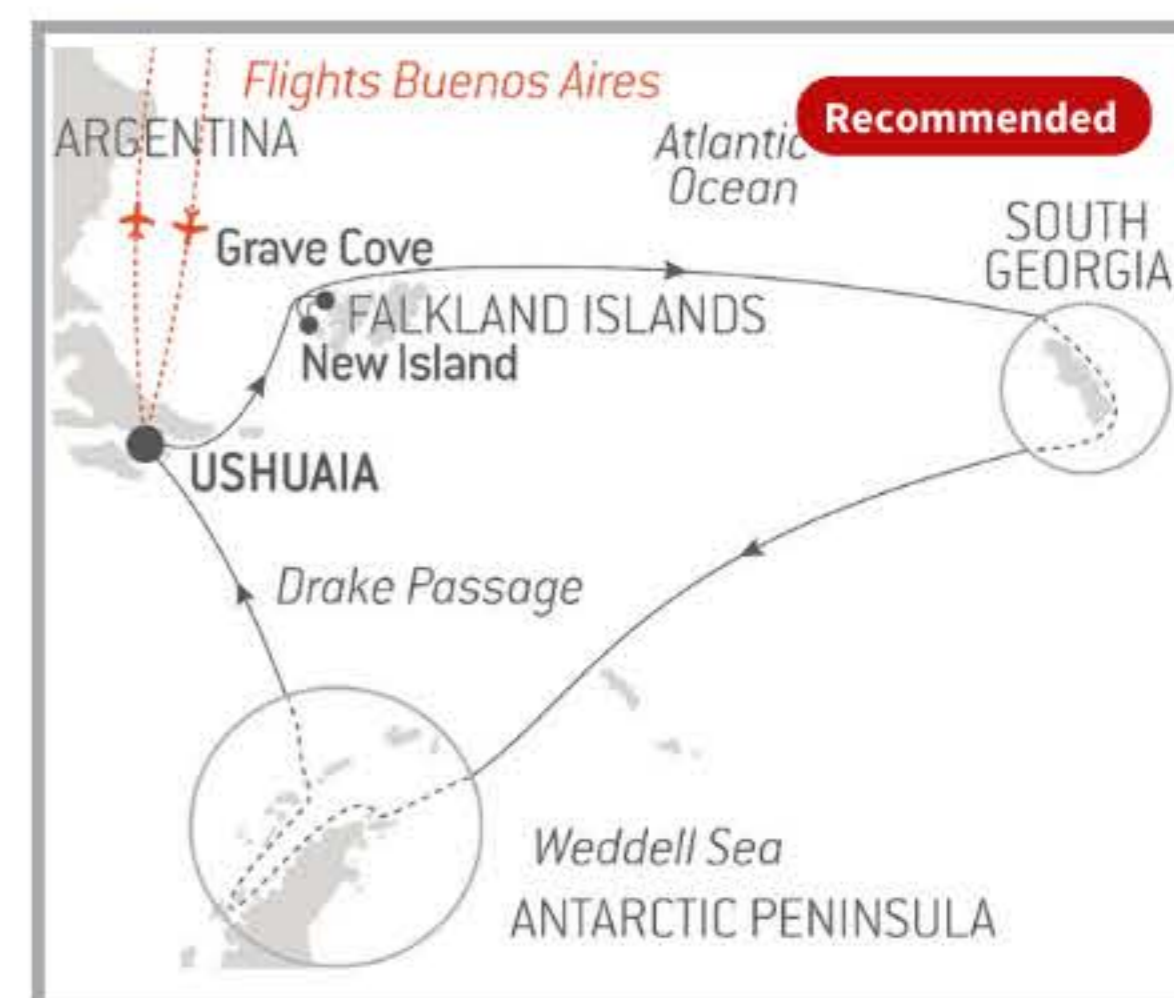 Flights Buenos Aires
Recommended
ARGENTINA
Atlantic
Ocean
SOUTH
GEORGIA
Grave Cove
FALKLAND ISLANDS
New Island
USHUAIA
Drake Passage
Weddell Sea
ANTARCTIC PENINSULA